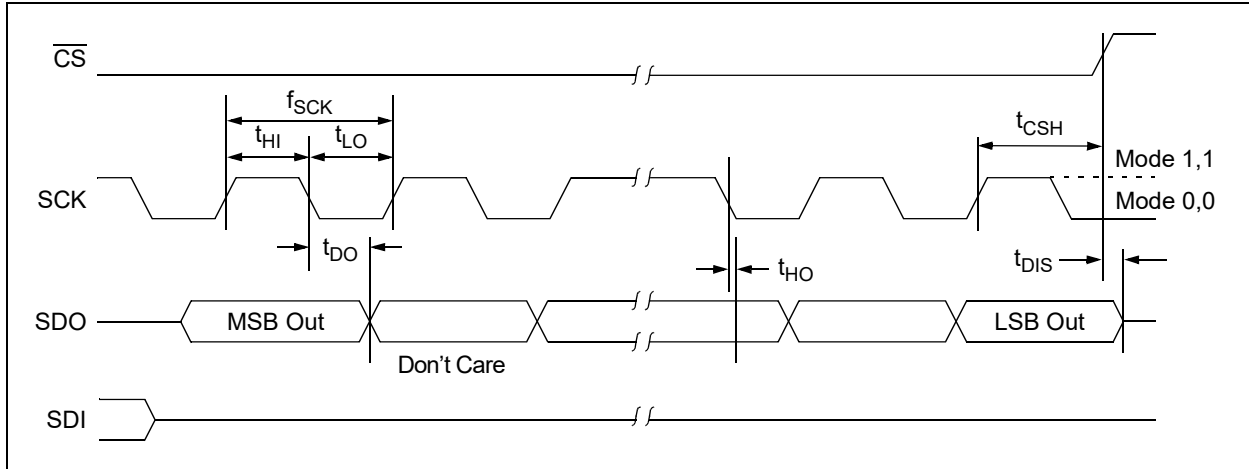 CS
fSCK
tHI
tLO
tCSH
Mode 1,1
SCK
Mode 0,0
tDO
tHO
tDIS
SDO
MSB Out
LSB Out
Don't Care
SDI